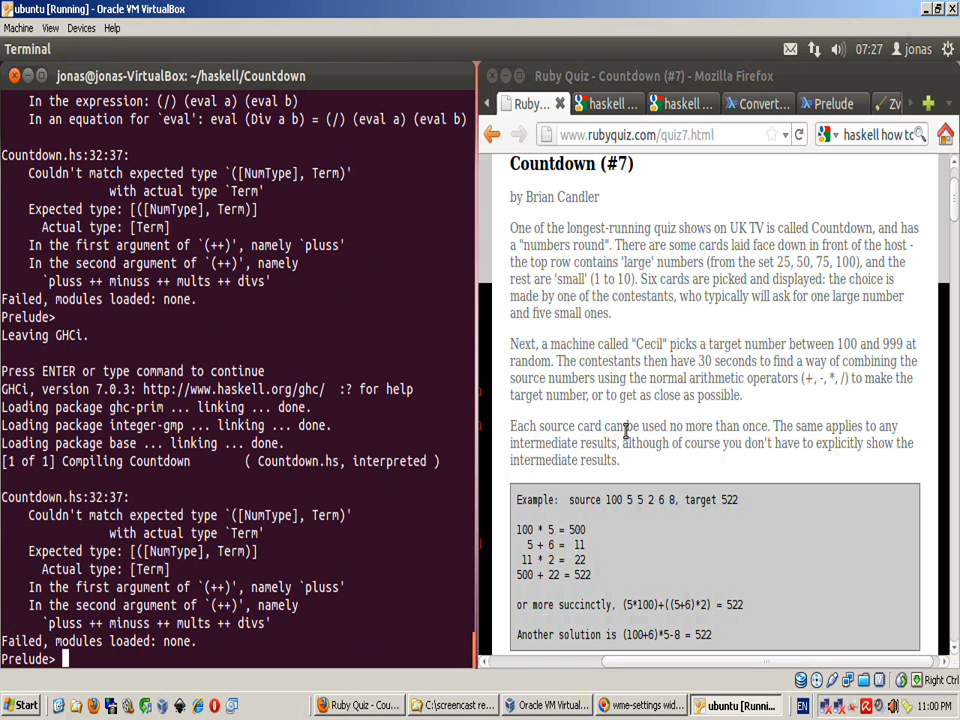 ubuntu [Running] - Oracle VM VirtualBox
Machine View Devices Help
Terminal
07:27 jonas
jonas@jonas-VirtualBox: ~/haskell/Countdown
In the expression: (/) (eval a) (eval b)
In an equation for `eval': eval (Div a b) = (/) (eval a) (eval b)
Countdown.hs:32:37:
Couldn't match expected type `([NumType], Term)'
with actual type `Term'
Expected type: [([NumType], Term)]
Actual type: [Term]
In the first argument of `(++)', namely `pluss'
In the second argument of `(++)', namely
`pluss ++ minuss ++ mults ++ divs'
Failed, modules loaded: none.
Prelude>
Leaving GHCi.
Press ENTER or type command to continue
GHCi, version 7.0.3: http://www.haskell.org/ghc/  :? for help
Loading package ghc-prim ... linking ... done.
Loading package integer-gmp ... linking ... done.
Loading package base ... linking ... done.
[1 of 1] Compiling Countdown        ( Countdown.hs, interpreted )
Countdown.hs:32:37:
Couldn't match expected type `([NumType], Term)'
with actual type `Term'
Expected type: [([NumType], Term)]
Actual type: [Term]
In the first argument of `(++)', namely `pluss'
In the second argument of `(++)', namely
`pluss ++ minuss ++ mults ++ divs'
Failed, modules loaded: none.
Prelude>
Ruby Quiz - Countdown (#7) - Mozilla Firefox
Ruby... haskell ... haskell ... Convert... Prelude Zv
www.rubyquiz.com/quiz7.html haskell how tc
Countdown (#7)
by Brian Candler
One of the longest-running quiz shows on UK TV is called Countdown, and has
a "numbers round". There are some cards laid face down in front of the host -
the top row contains 'large' numbers (from the set 25, 50, 75, 100), and the
rest are 'small' (1 to 10). Six cards are picked and displayed: the choice is
made by one of the contestants, who typically will ask for one large number
and five small ones.
Next, a machine called "Cecil" picks a target number between 100 and 999 at
random. The contestants then have 30 seconds to find a way of combining the
source numbers using the normal arithmetic operators (+, -, *, /) to make the
target number, or to get as close as possible.
Each source card can be used no more than once. The same applies to any
intermediate results, although of course you don't have to explicitly show the
intermediate results.
Example: source 100 5 5 2 6 8, target 522
100 * 5 = 500
5 + 6 = 11
11 * 2 = 22
500 + 22 = 522
or more succinctly, (5*100)+((5+6)*2) = 522
Another solution is (100+6)*5-8 = 522
Right Ctrl
Start Ruby Quiz - Cou... C:\screencast re... Oracle VM Virtual... wme-settings wid... ubuntu [Runni... EN 11:00 PM